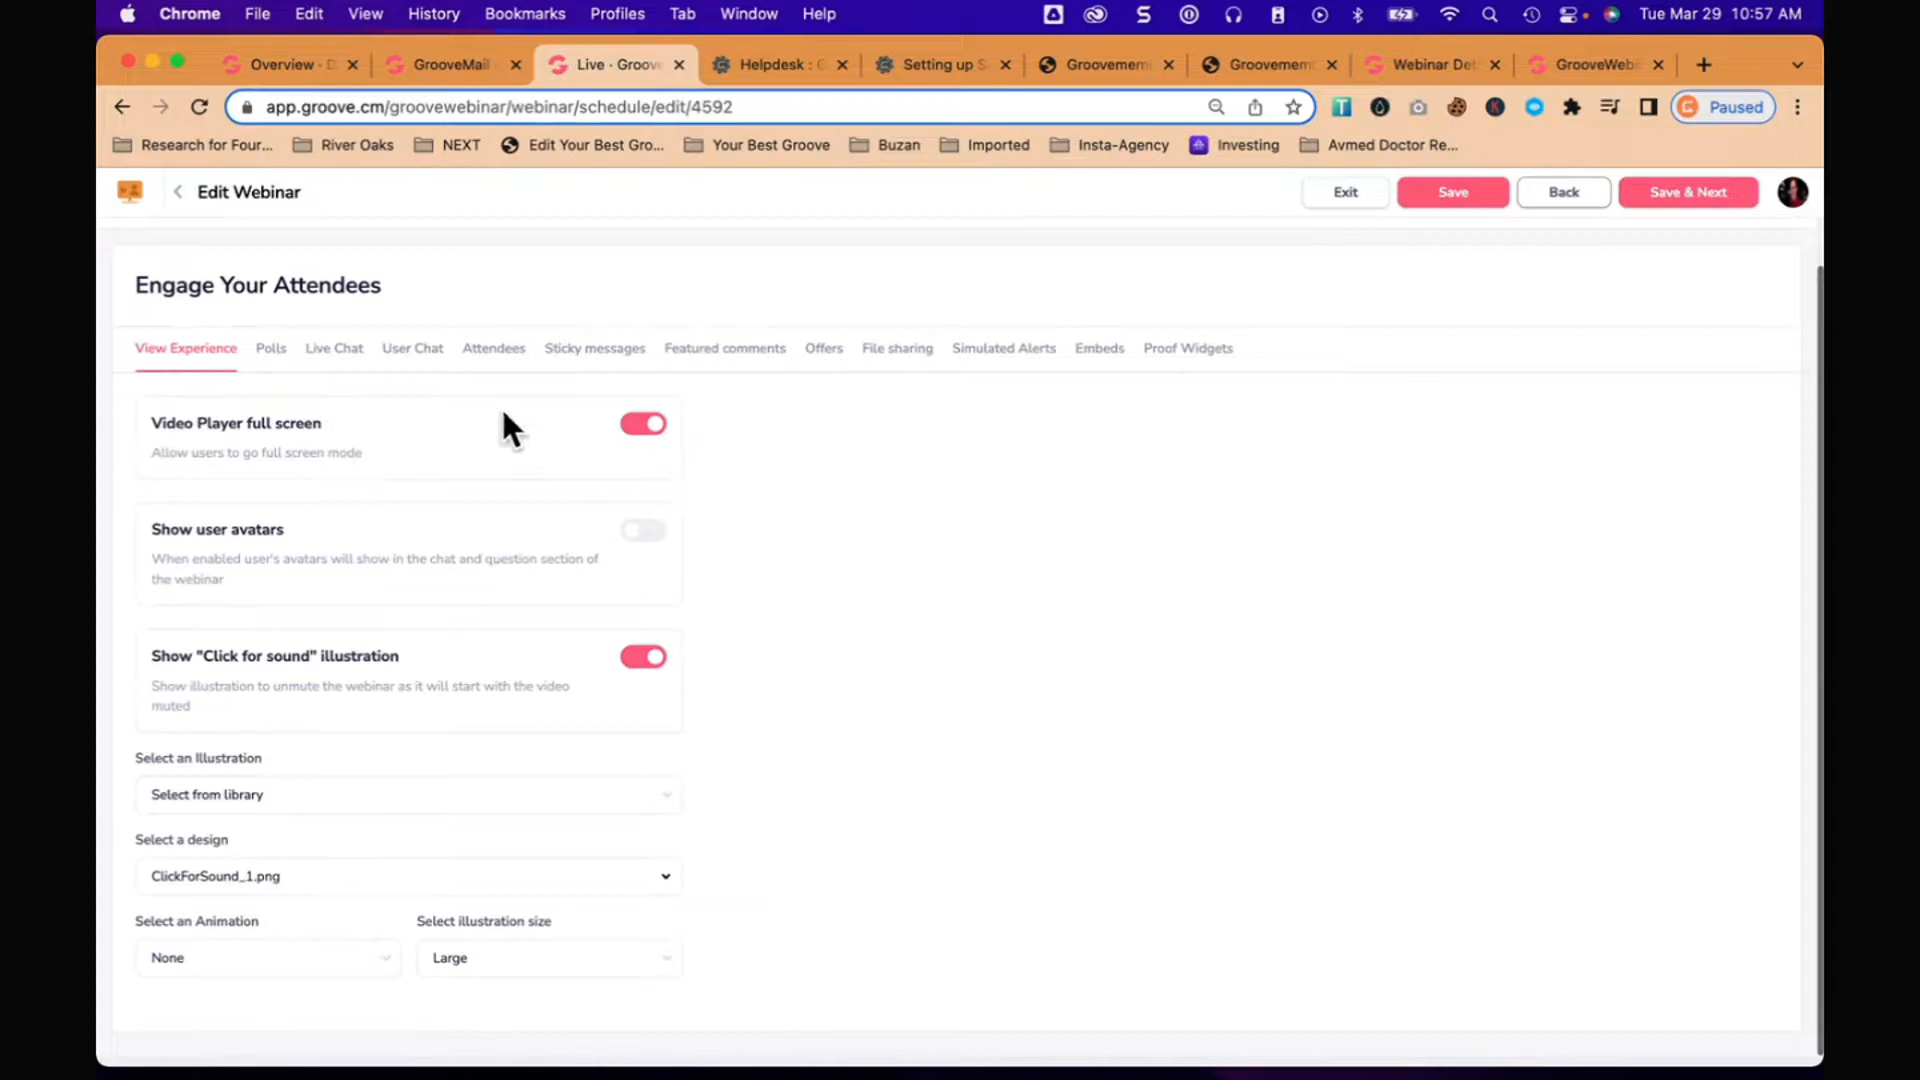 Chrome File Edit View History Bookmarks Profiles Tab Window Help Tue Mar 29 10:57 AM
Overview - GrooveMail Live · Groove Helpdesk : Setting up Groovemem Groovemem Webinar Det GrooveWeb
app.groove.cm/groovewebinar/webinar/schedule/edit/4592 Paused
Research for Four... River Oaks NEXT Edit Your Best Gro... Your Best Groove Buzan Imported Insta-Agency Investing Avmed Doctor Re...
Edit Webinar Exit Save Back Save & Next
Engage Your Attendees
View Experience Polls Live Chat User Chat Attendees Sticky messages Featured comments Offers File sharing Simulated Alerts Embeds Proof Widgets
Video Player full screen
Allow users to go full screen mode
Show user avatars
When enabled user's avatars will show in the chat and question section of
the webinar
Show "Click for sound" illustration
Show illustration to unmute the webinar as it will start with the video
muted
Select an Illustration
Select from library
Select a design
ClickForSound_1.png
Select an Animation Select illustration size
None Large